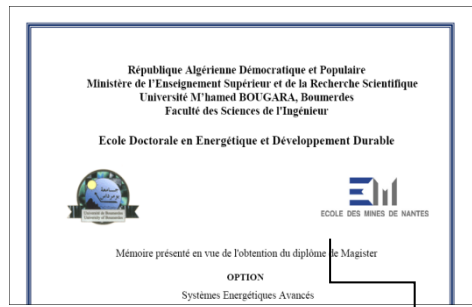 République Algérienne Démocratique et Populaire
Ministère de l'Enseignement Supérieur et de la Recherche Scientifique
Université M'hamed BOUGARA, Boumerdes
Faculté des Sciences de l'Ingénieur
Ecole Doctorale en Energétique et Développement Durable
ECOLE DES MINES DE NANTES
Mémoire présenté en vue de l'obtention du diplôme de Magister
OPTION
Systèmes Energétiques Avancés